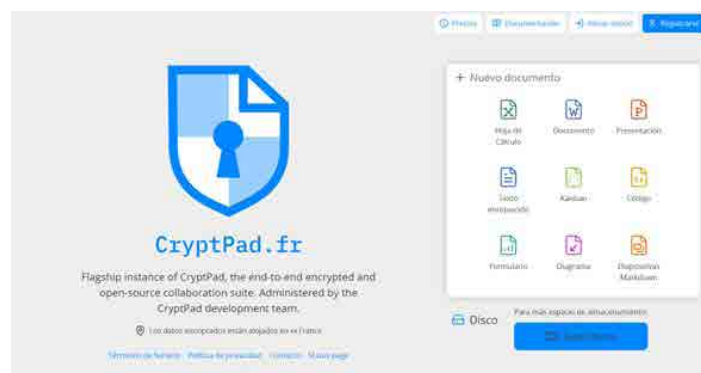 Precios Documentación Iniciar sesión Registrarse
+ Nuevo documento
Hoja de Cálculo
Documento
Presentación
Texto enriquecido
Kanban
Código
Formulario
Diagrama
Diapositivas Markdown
CryptPad.fr
Flagship instance of CryptPad, the end-to-end encrypted and
open-source collaboration suite. Administered by the
CryptPad development team.
Los datos encriptados están alojados en France
Términos de Servicio Política de privacidad Contacto Status page
Disco
Para más espacio de almacenamiento: